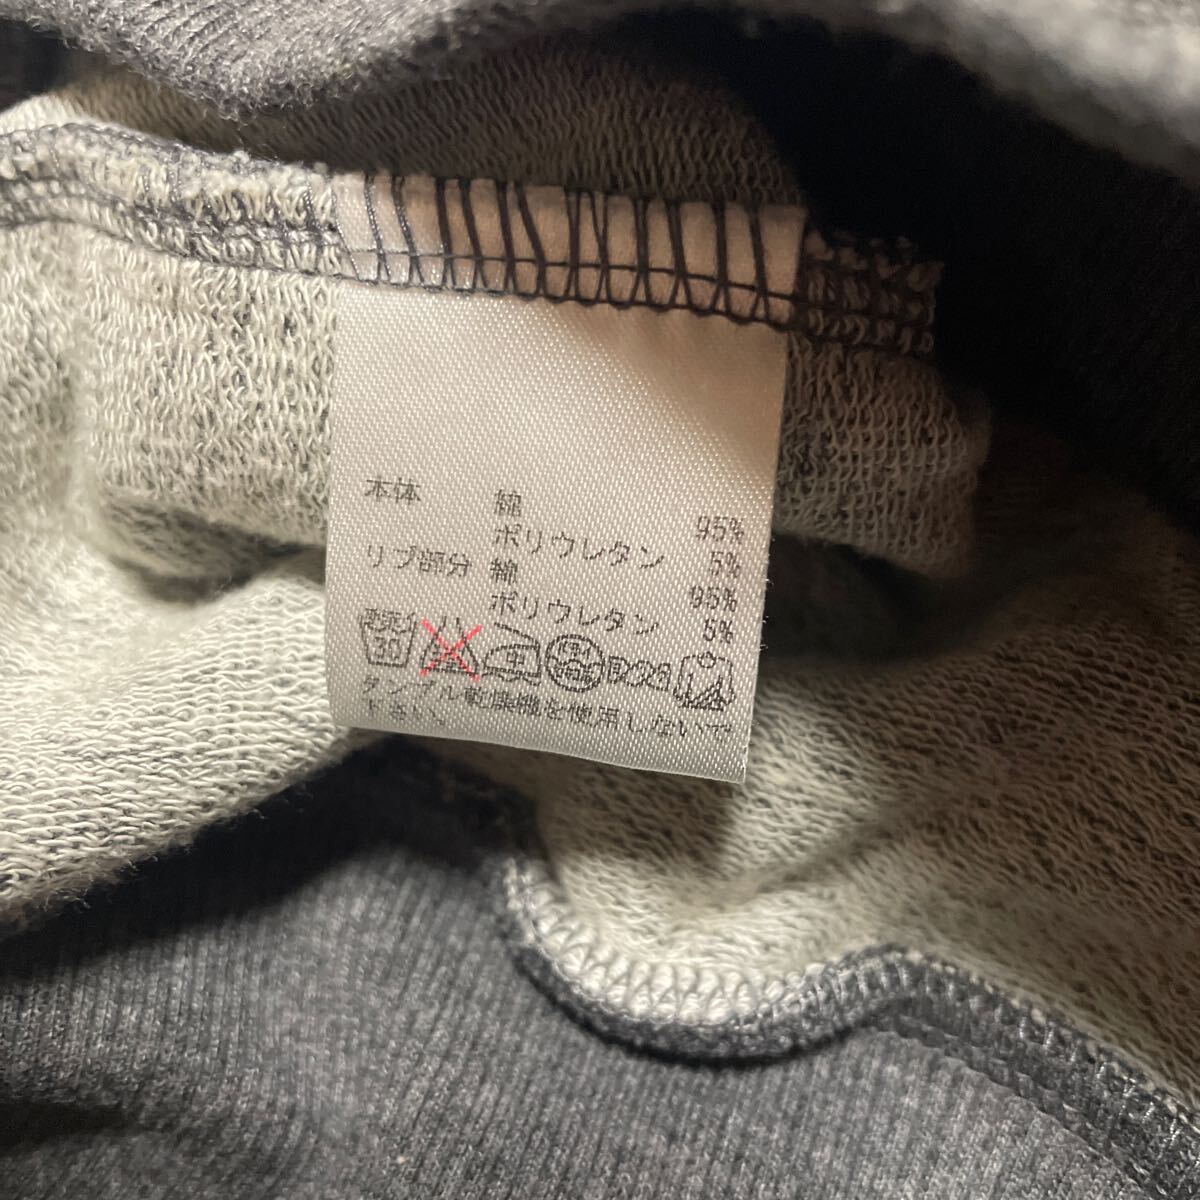 本体 綿 95%
ポリウレタン 5%
リブ部分 綿 95%
ポリウレタン 5%
30 中
タンブル乾燥機を使用しないで
下さい。